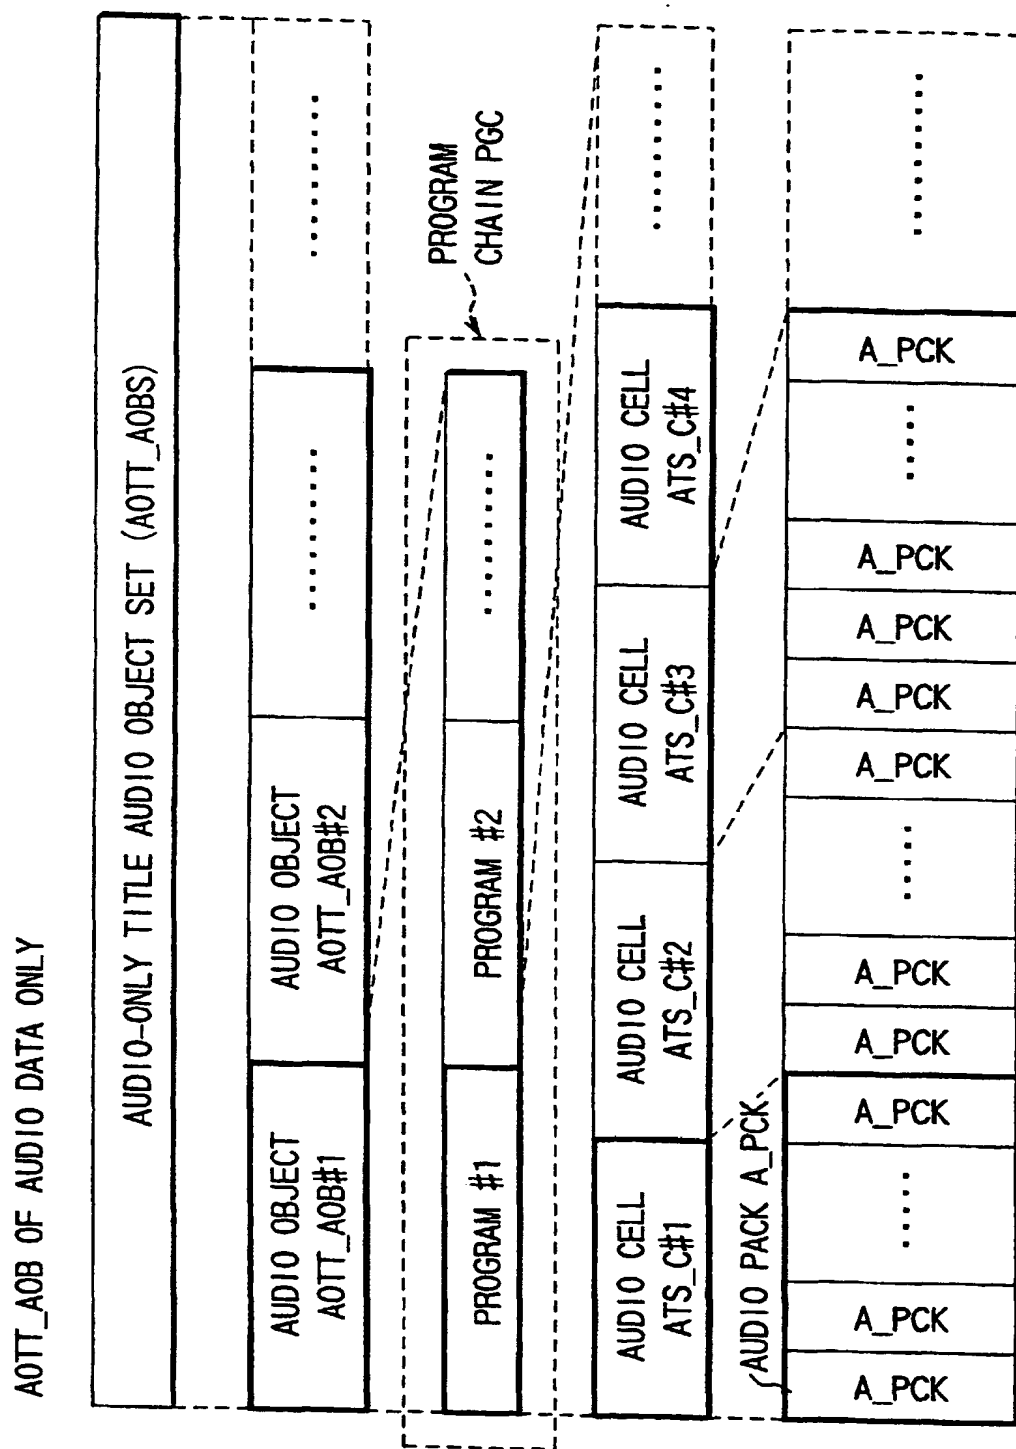 AOTT_AOB OF AUDIO DATA ONLY
AUDIO-ONLY TITLE AUDIO OBJECT SET (AOTT_AOBS)
AUDIO OBJECT
AOTT_AOB#1
AUDIO OBJECT
AOTT_AOB#2
.........
........
PROGRAM
CHAIN PGC
PROGRAM #1
PROGRAM #2
........
AUDIO CELL
ATS_C#1
AUDIO CELL
ATS_C#2
AUDIO CELL
ATS_C#3
AUDIO CELL
ATS_C#4
.........
AUDIO PACK A_PCK
A_PCK
A_PCK
.....
A_PCK
A_PCK
A_PCK
.....
A_PCK
A_PCK
A_PCK
A_PCK
.....
A_PCK
.........